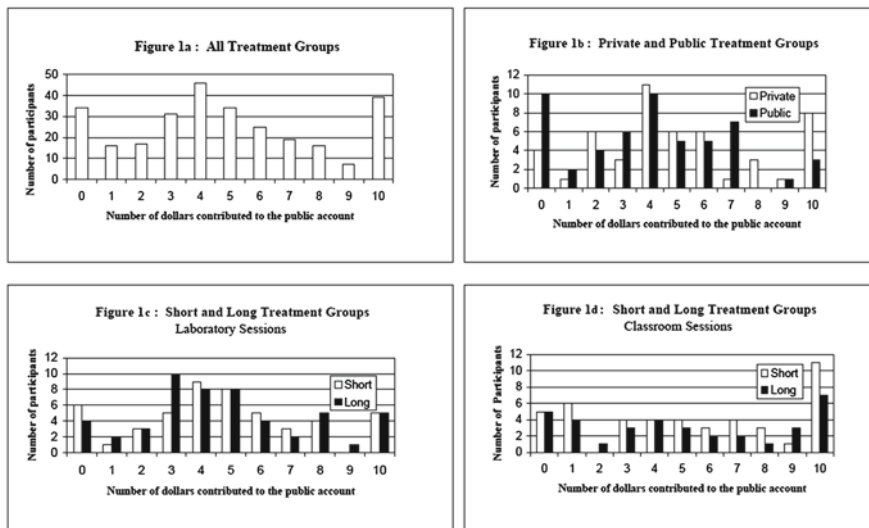 Figure 1a : All Treatment Groups
Number of participants
50
40
30
20
10
0
0 1 2 3 4 5 6 7 8 9 10
Number of dollars contributed to the public account
Figure 1b : Private and Public Treatment Groups
Number of participants
12
10
8
6
4
2
0
Private
Public
0 1 2 3 4 5 6 7 8 9 10
Number of dollars contributed to the public account
Figure 1c : Short and Long Treatment Groups
Laboratory Sessions
Number of participants
12
10
8
6
4
2
0
Short
Long
0 1 2 3 4 5 6 7 8 9 10
Number of dollars contributed to the public account
Figure 1d : Short and Long Treatment Groups
Classroom Sessions
Number of Participants
12
10
8
6
4
2
0
Short
Long
0 1 2 3 4 5 6 7 8 9 10
Number of dollars contributed to the public account